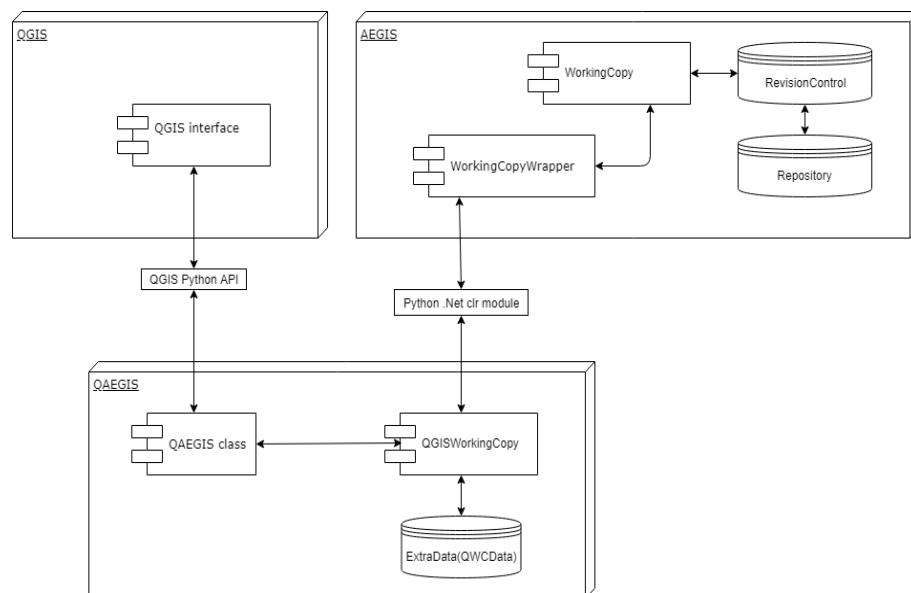 QGIS
QGIS interface
AEGIS
WorkingCopy
RevisionControl
WorkingCopyWrapper
Repository
QGIS Python API
Python .Net clr module
QAEGIS
QAEGIS class
QGISWorkingCopy
ExtraData(QWCData)